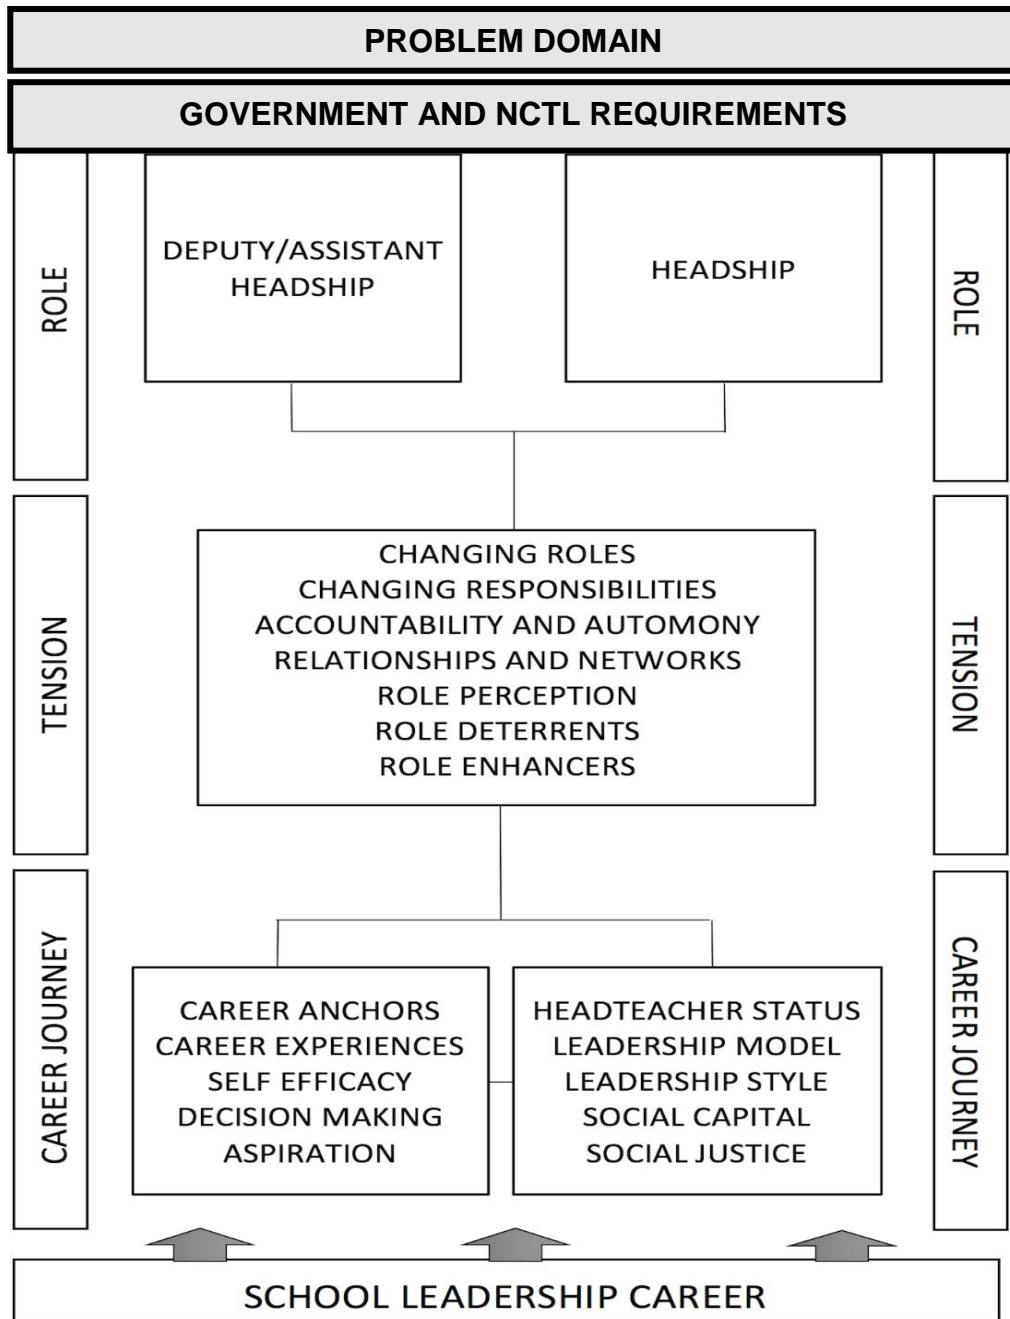 PROBLEM DOMAIN
GOVERNMENT AND NCTL REQUIREMENTS
ROLE
DEPUTY/ASSISTANT
HEADSHIP
HEADSHIP
ROLE
TENSION
CHANGING ROLES
CHANGING RESPONSIBILITIES
ACCOUNTABILITY AND AUTOMONY
RELATIONSHIPS AND NETWORKS
ROLE PERCEPTION
ROLE DETERRENTS
ROLE ENHANCERS
TENSION
CAREER JOURNEY
CAREER ANCHORS
CAREER EXPERIENCES
SELF EFFICACY
DECISION MAKING
ASPIRATION
HEADTEACHER STATUS
LEADERSHIP MODEL
LEADERSHIP STYLE
SOCIAL CAPITAL
SOCIAL JUSTICE
CAREER JOURNEY
SCHOOL LEADERSHIP CAREER